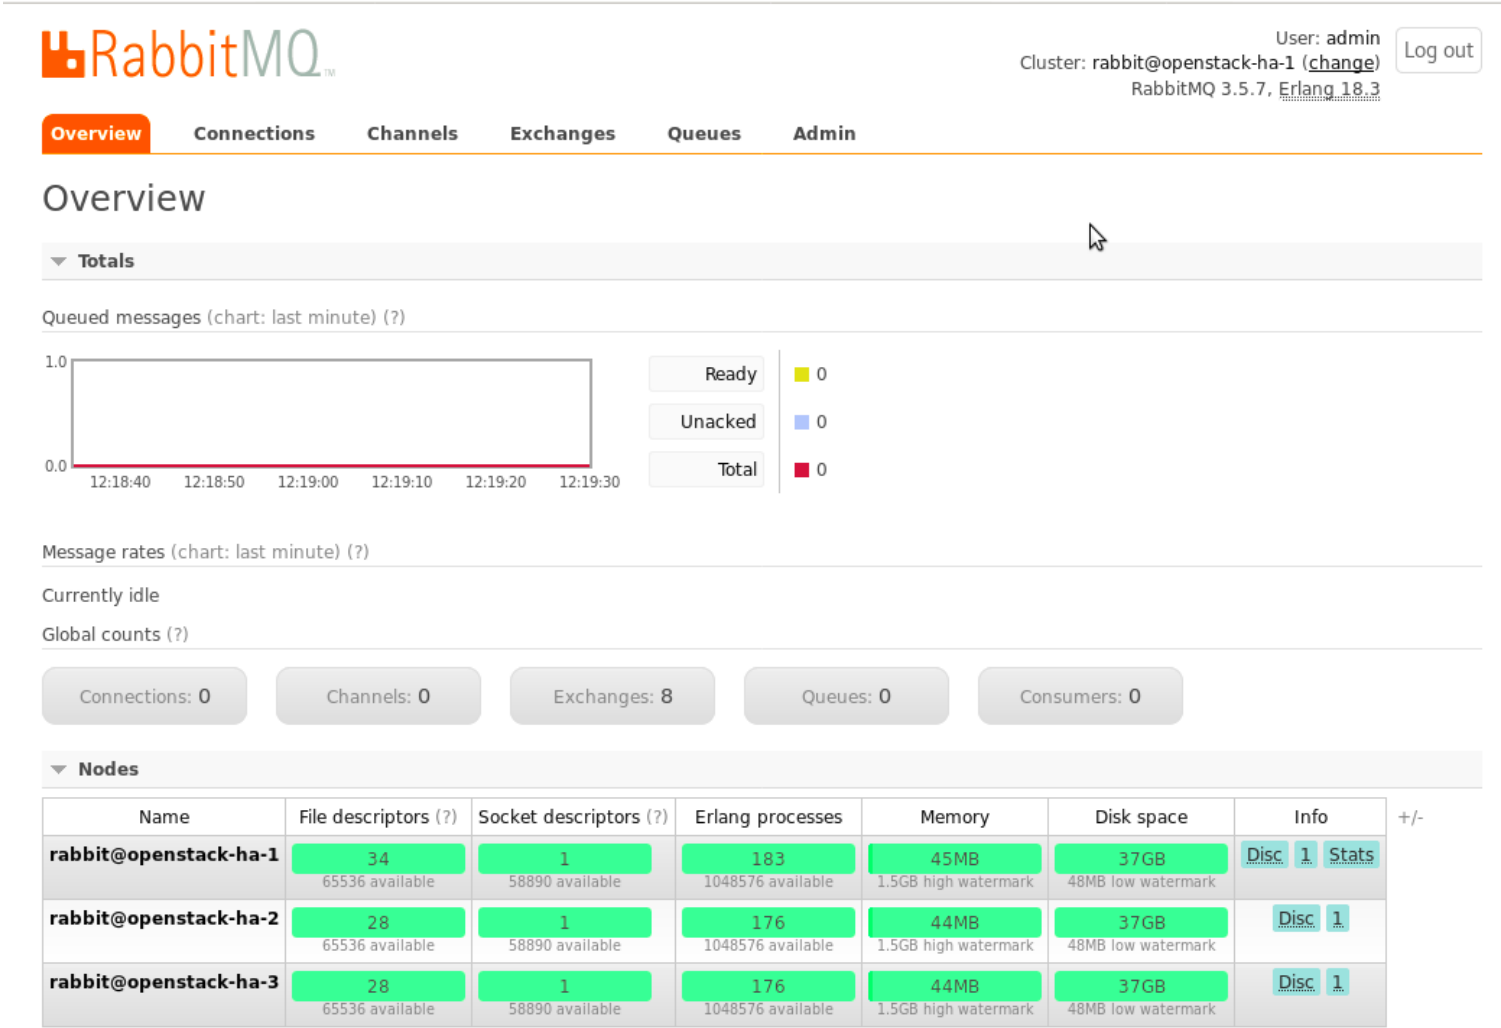 RabbitMQ TM
User: admin
Cluster: rabbit@openstack-ha-1 (change)
RabbitMQ 3.5.7, Erlang 18.3
Log out
Overview Connections Channels Exchanges Queues Admin
Overview
Totals
Queued messages (chart: last minute) (?)
1.0
0.0
12:18:40 12:18:50 12:19:00 12:19:10 12:19:20 12:19:30
Ready 0
Unacked 0
Total 0
Message rates (chart: last minute) (?)
Currently idle
Global counts (?)
Connections: 0 Channels: 0 Exchanges: 8 Queues: 0 Consumers: 0
Nodes
Name File descriptors (?) Socket descriptors (?) Erlang processes Memory Disk space Info +/-
rabbit@openstack-ha-1 34 1 183 45MB 37GB Disc 1 Stats
65536 available 58890 available 1048576 available 1.5GB high watermark 48MB low watermark
rabbit@openstack-ha-2 28 1 176 44MB 37GB Disc 1
65536 available 58890 available 1048576 available 1.5GB high watermark 48MB low watermark
rabbit@openstack-ha-3 28 1 176 44MB 37GB Disc 1
65536 available 58890 available 1048576 available 1.5GB high watermark 48MB low watermark